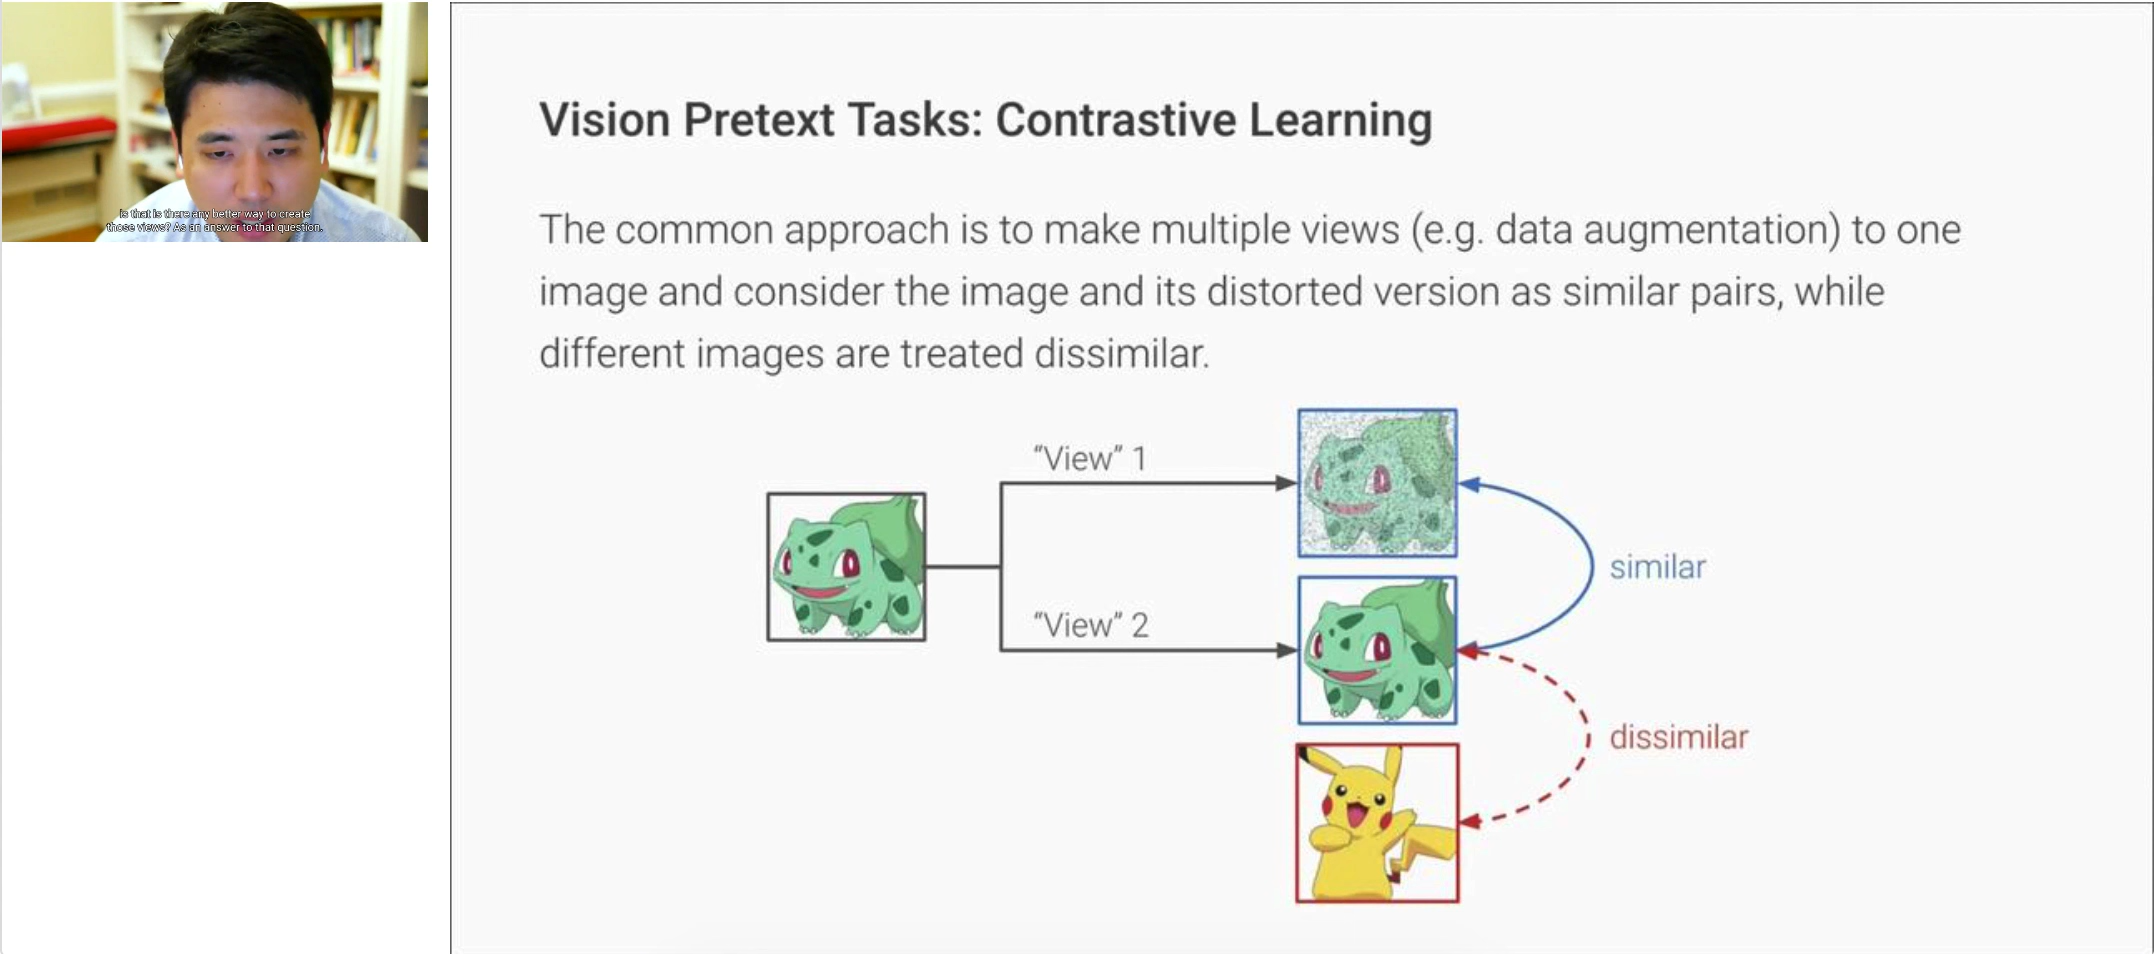 is that is there any better way to create
those views? As an answer to that question.
Vision Pretext Tasks: Contrastive Learning
The common approach is to make multiple views (e.g. data augmentation) to one
image and consider the image and its distorted version as similar pairs, while
different images are treated dissimilar.
“View” 1
similar
“View” 2
dissimilar